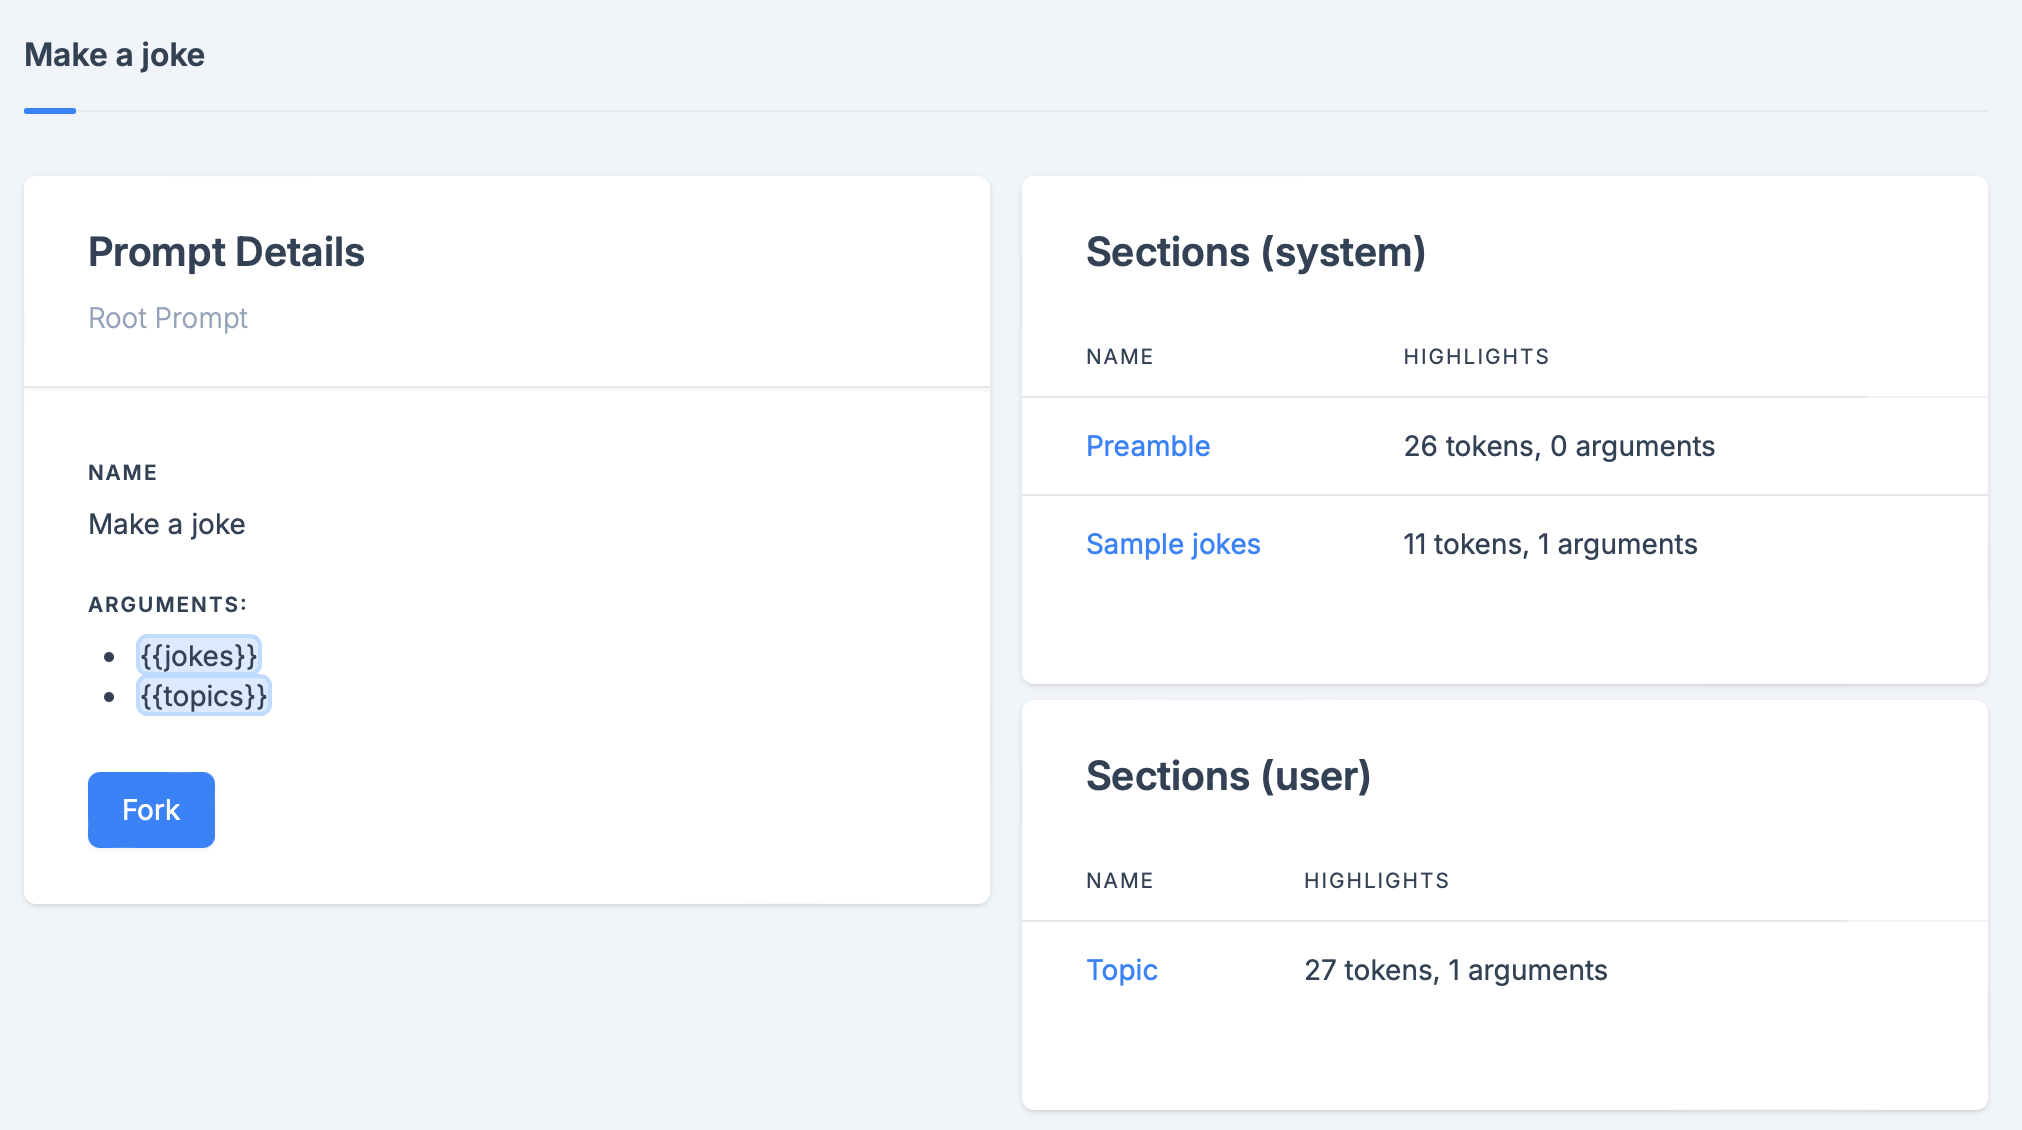 Make a joke
Prompt Details
Root Prompt
NAME
Make a joke
ARGUMENTS:
{{jokes}}
{{topics}}
Fork
Sections (system)
NAME HIGHLIGHTS
Preamble 26 tokens, 0 arguments
Sample jokes 11 tokens, 1 arguments
Sections (user)
NAME HIGHLIGHTS
Topic 27 tokens, 1 arguments